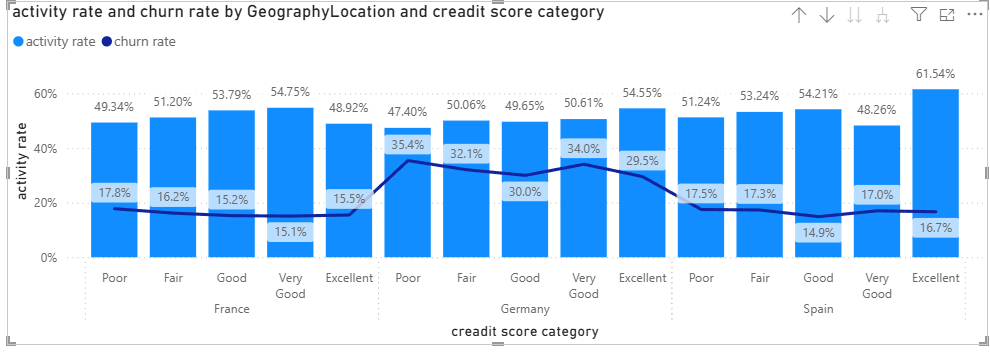 activity rate and churn rate by GeographyLocation and creadit score category
activity rate churn rate
activity rate
60%
40%
20%
0%
49.34% 51.20% 53.79% 54.75% 48.92% 47.40% 50.06% 49.65% 50.61% 54.55% 51.24% 53.24% 54.21% 48.26% 61.54%
17.8% 16.2% 15.2% 15.1% 15.5% 35.4% 32.1% 30.0% 34.0% 29.5% 17.5% 17.3% 14.9% 17.0% 16.7%
Poor Fair Good Very Good Excellent Poor Fair Good Very Good Excellent Poor Fair Good Very Good Excellent
France Germany Spain
creadit score category